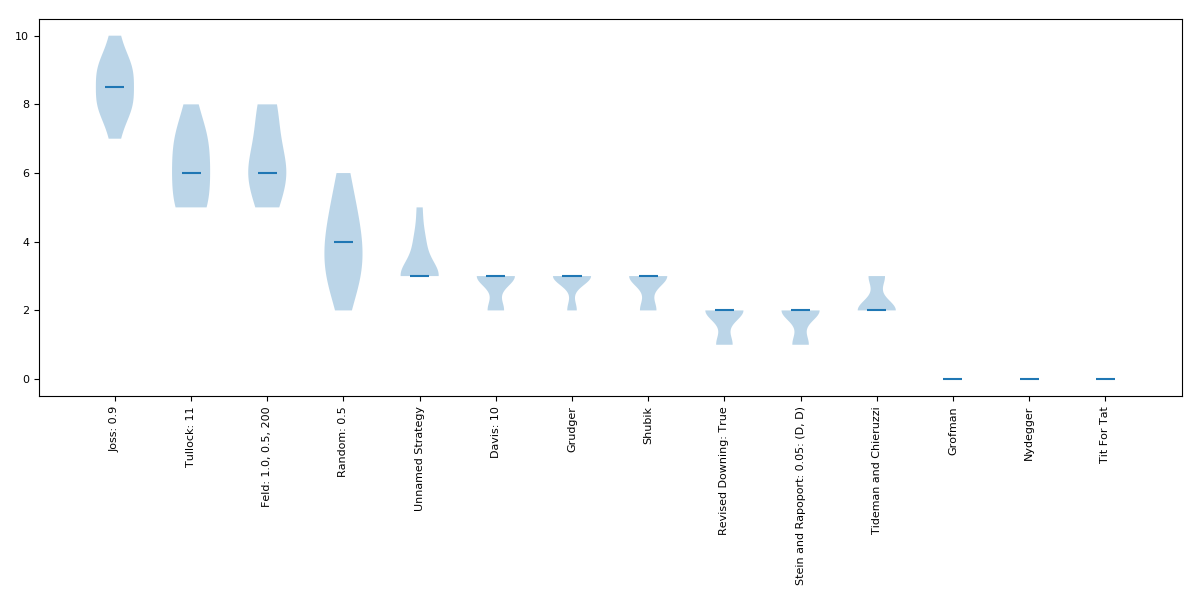 10
8
6
4
2
0
Joss: 0.9
Tullock: 11
Feld: 1.0, 0.5, 200
Random: 0.5
Unnamed Strategy
Davis: 10
Grudger
Shubik
Revised Downing: True
Stein and Rapoport: 0.05: (D, D)
Tideman and Chieruzzi
Grofman
Nydegger
Tit For Tat